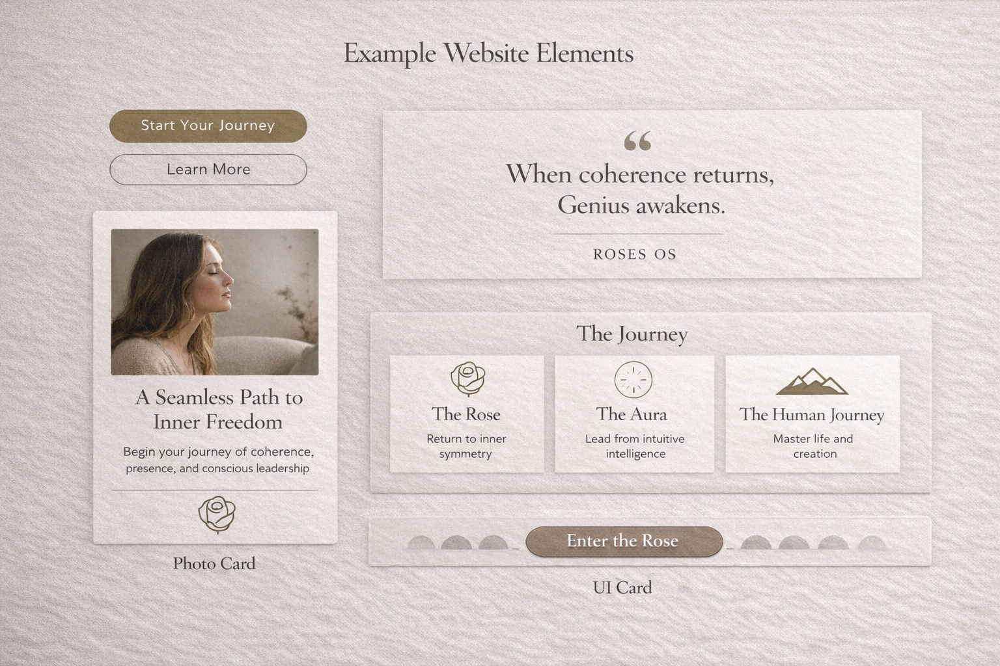 Example Website Elements
Start Your Journey
Learn More
A Seamless Path to
Inner Freedom
Begin your journey of coherence,
presence, and conscious leadership
Photo Card
“
When coherence returns,
Genius awakens.
ROSES OS
The Journey
The Rose
Return to inner
symmetry
The Aura
Lead from intuitive
intelligence
The Human Journey
Master life and
creation
Enter the Rose
UI Card